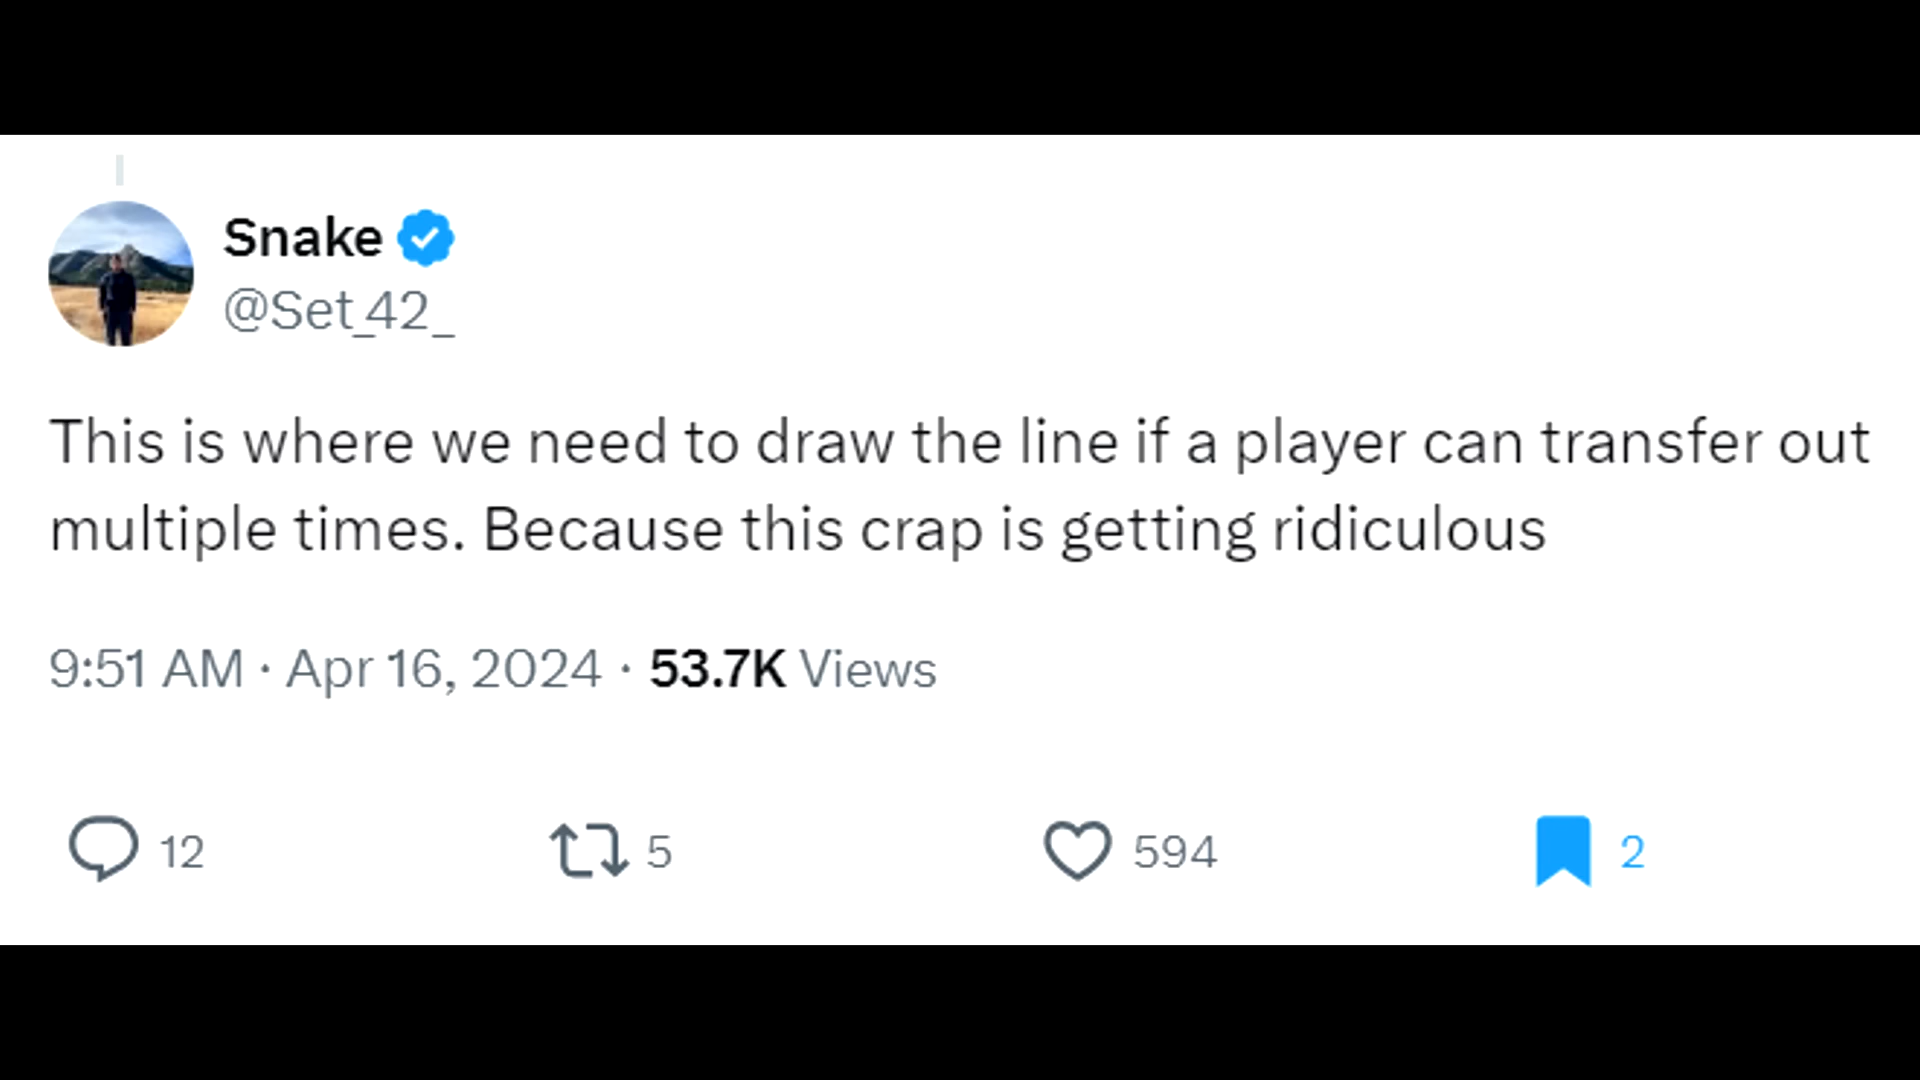 Snake
@Set_42_
This is where we need to draw the line if a player can transfer out
multiple times. Because this crap is getting ridiculous
9:51 AM · Apr 16, 2024 · 53.7K Views
12 5 594 2